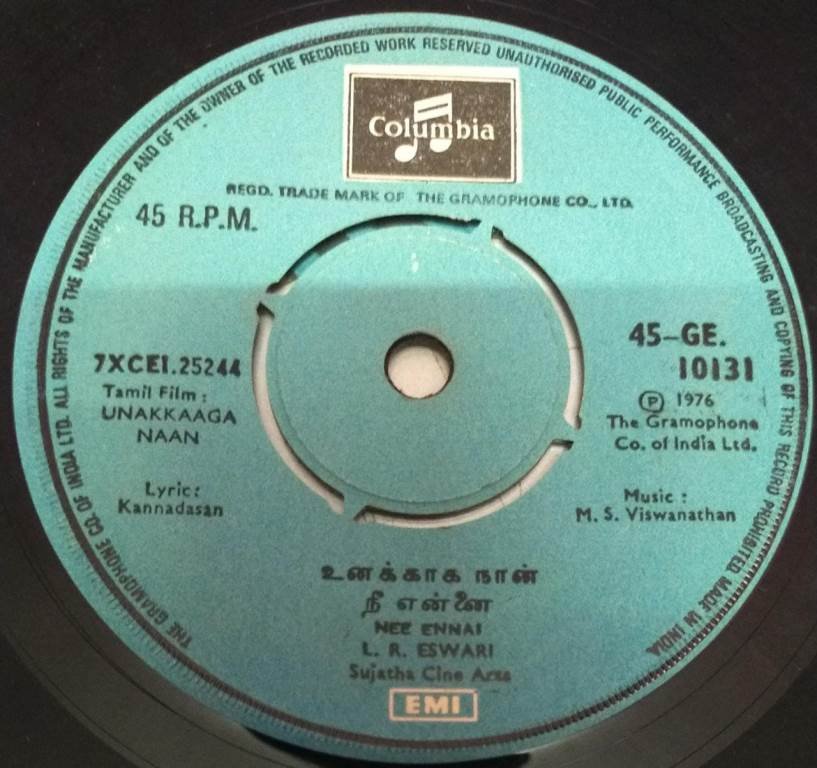 THE GRAMOPHONE CO. OF INDIA LTD. ALL RIGHTS OF THE MANUFACTURER AND OF THE OWNER OF THE RECORDED WORK RESERVED UNAUTHORISED PUBLIC PERFORMANCE BROADCASTING AND COPYING OF THIS RECORD PROHIBITED. MADE IN INDIA
Columbia
REGD. TRADE MARK OF THE GRAMOPHONE CO., LTD.
45 R.P.M.
7XCEI.25244
Tamil Film :
UNAKKAAGA
NAAN
Lyric:
Kannadasan
45-GE.
10131
℗ 1976
The Gramophone
Co. of India Ltd.
Music :
M. S. Viswanathan
உனக்காக நான்
நீ என்னை
NEE ENNAI
L. R. ESWARI
Sujatha Cine Arts
EMI